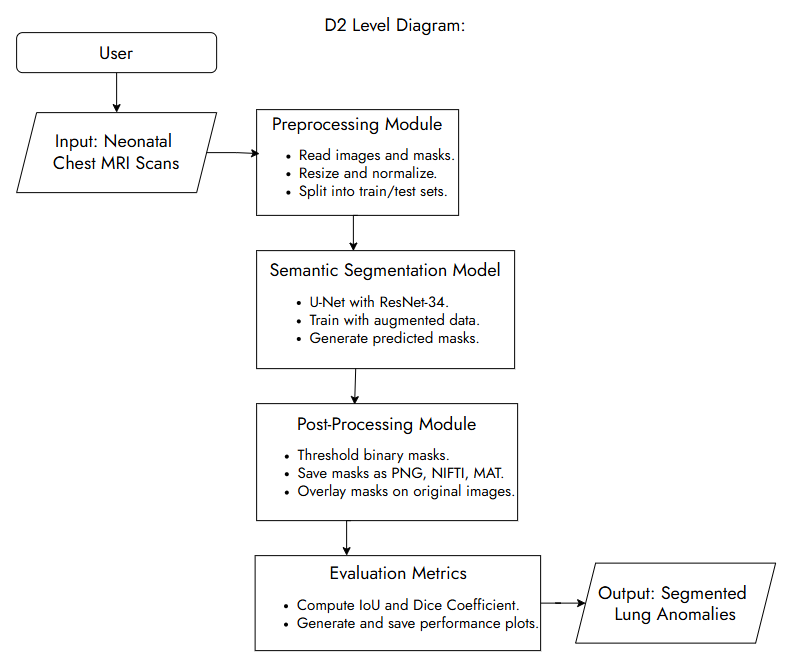 D2 Level Diagram:
User
Input: Neonatal
Chest MRI Scans
Preprocessing Module
• Read images and masks.
• Resize and normalize.
• Split into train/test sets.
Semantic Segmentation Model
• U-Net with ResNet-34.
• Train with augmented data.
• Generate predicted masks.
Post-Processing Module
• Threshold binary masks.
• Save masks as PNG, NIFTI, MAT.
• Overlay masks on original images.
Evaluation Metrics
• Compute IoU and Dice Coefficient.
• Generate and save performance plots.
Output: Segmented
Lung Anomalies